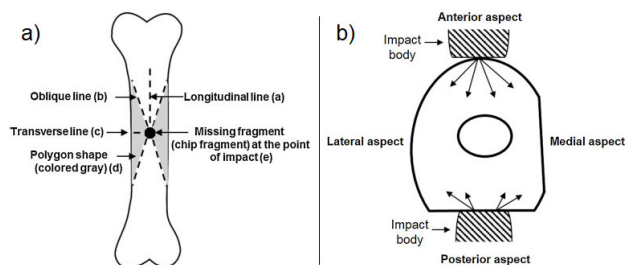 a)
Oblique line (b)
Longitudinal line (a)
Transverse line (c)
Missing fragment
(chip fragment) at the point
of impact (e)
Polygon shape
(colored gray) (d)
b)
Anterior aspect
Impact
body
Lateral aspect
Medial aspect
Impact
body
Posterior aspect